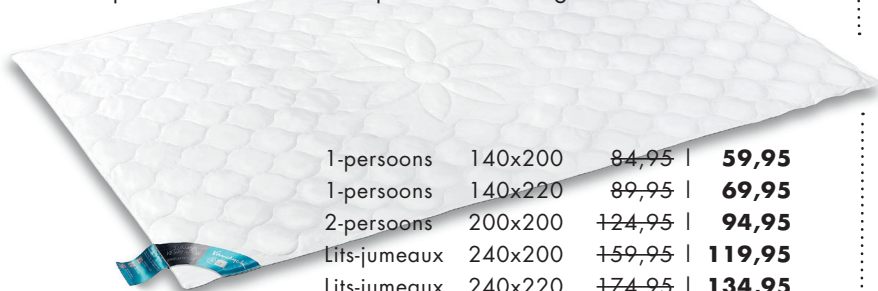 1-persoons 140x200 84,95 | 59,95
1-persoons 140x220 89,95 | 69,95
2-persoons 200x200 124,95 | 94,95
Lits-jumeaux 240x200 159,95 | 119,95
Lits-jumeaux 240x220 174,95 | 134,95